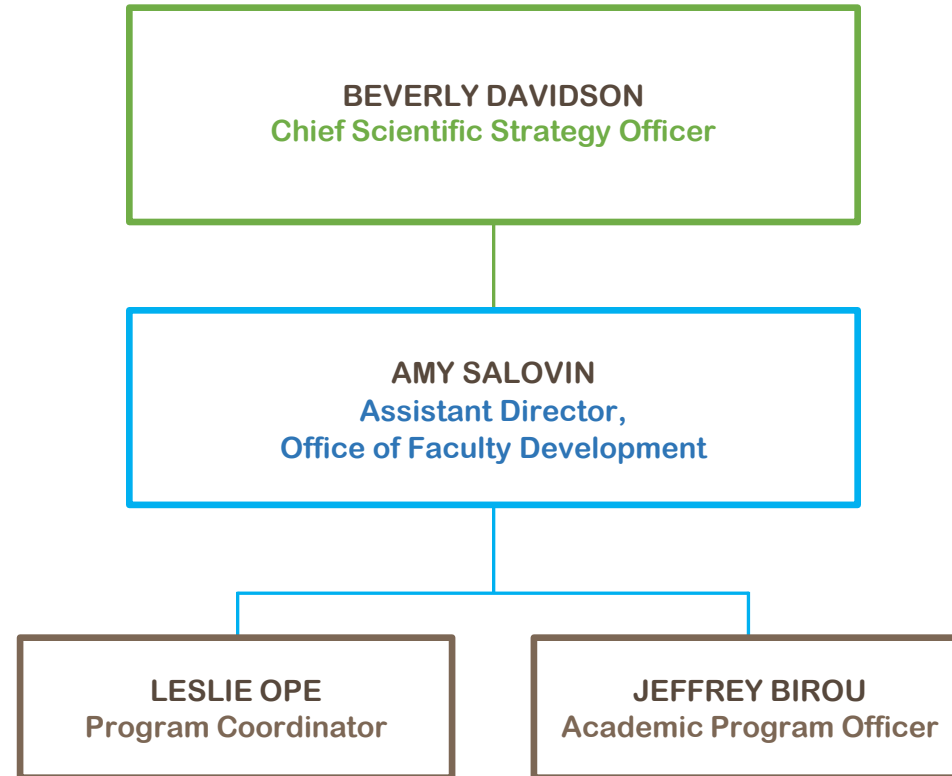 BEVERLY DAVIDSON
Chief Scientific Strategy Officer
AMY SALOVIN
Assistant Director,
Office of Faculty Development
LESLIE OPE
Program Coordinator
JEFFREY BIROU
Academic Program Officer